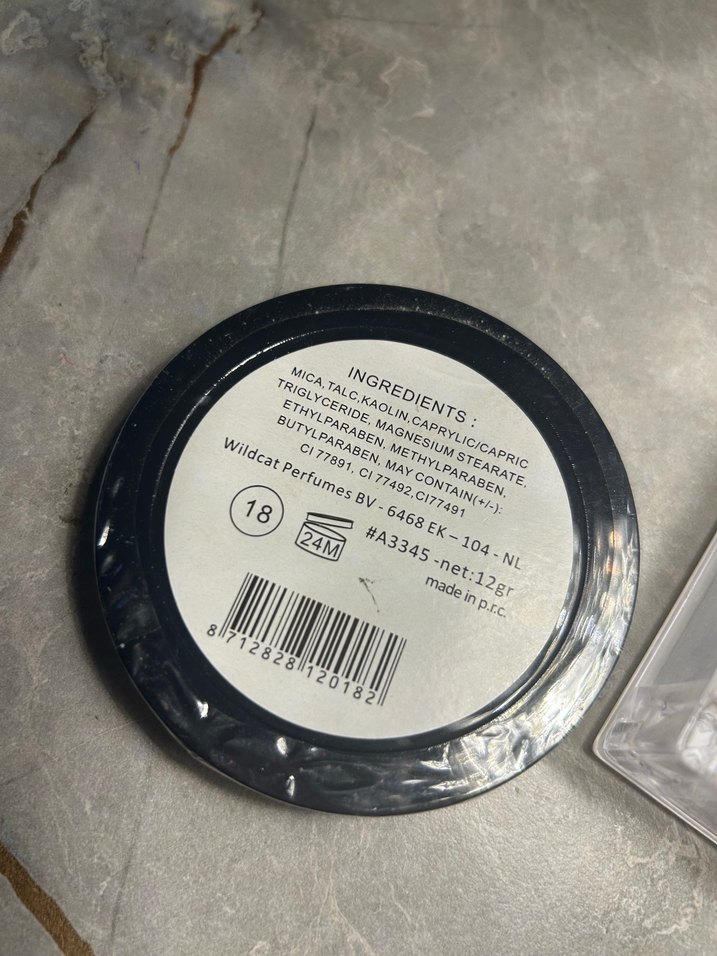 INGREDIENTS :
MICA,TALC,KAOLIN,CAPRYLIC/CAPRIC
TRIGLYCERIDE, MAGNESIUM STEARATE,
ETHYLPARABEN, METHYLPARABEN,
BUTYLPARABEN, MAY CONTAIN(+/-):
CI 77891, CI 77492,CI77491
Wildcat Perfumes BV - 6468 EK – 104 - NL
18
24M
#A3345 -net:12gr
made in p.r.c.
8 712828 120182